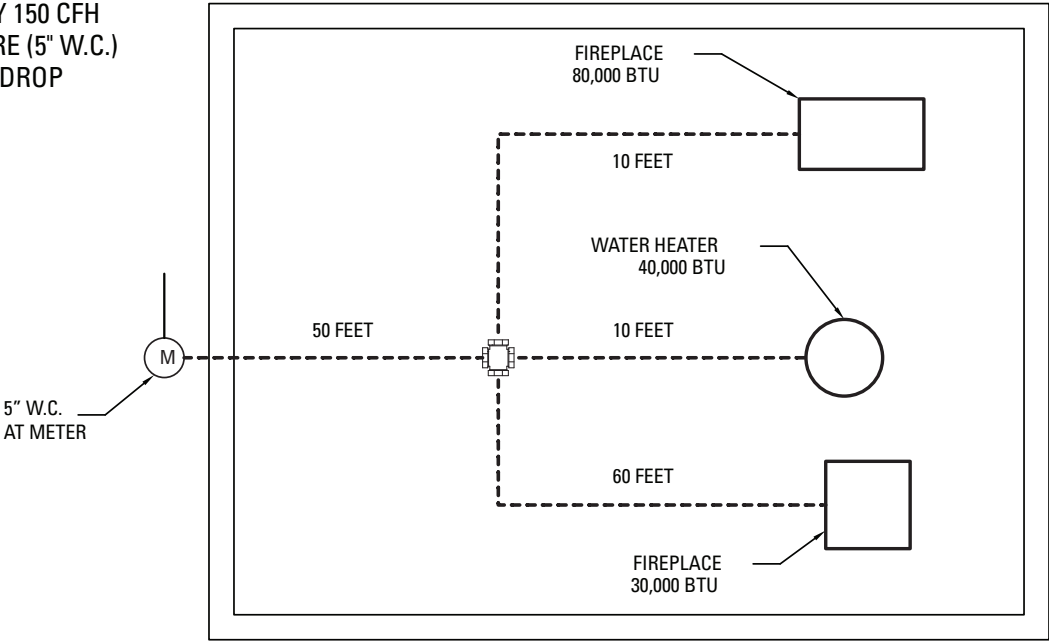 Y 150 CFH
RE (5" W.C.)
DROP
FIREPLACE
80,000 BTU
10 FEET
WATER HEATER
40,000 BTU
50 FEET
10 FEET
M
5" W.C.
AT METER
60 FEET
FIREPLACE
30,000 BTU